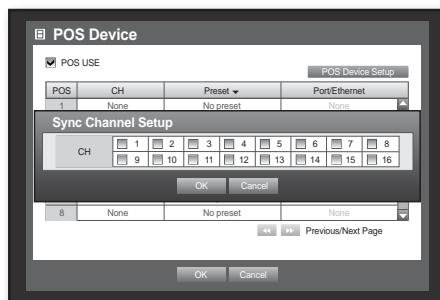 POS Device
POS USE
POS Device Setup
POS CH Preset Port/Ethernet
1 None No preset None
Sync Channel Setup
CH 1 2 3 4 5 6 7 8
9 10 11 12 13 14 15 16
OK Cancel
8 None No preset None
Previous/Next Page
OK Cancel